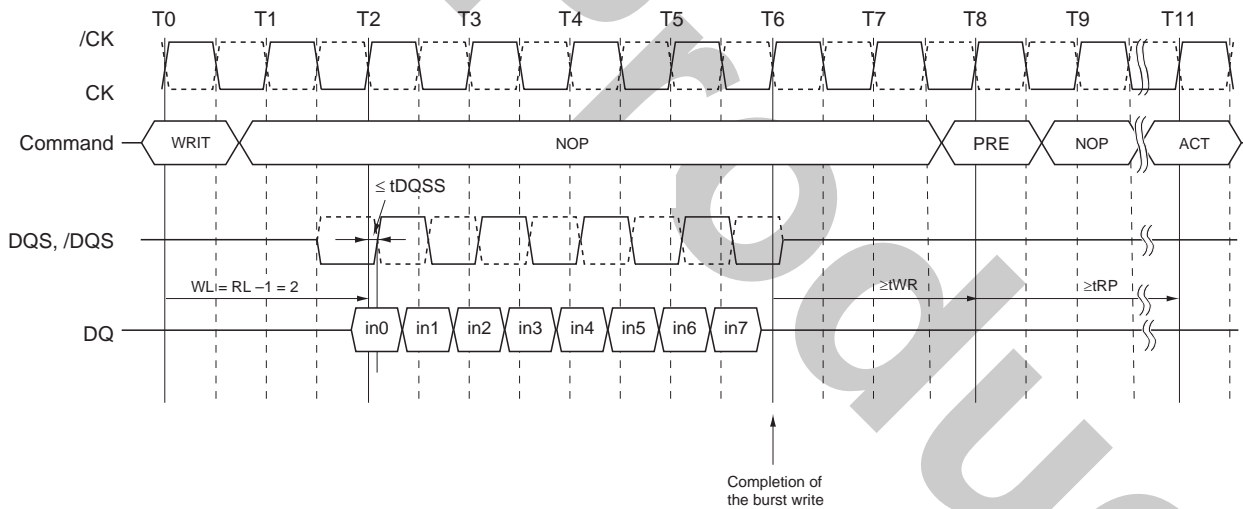 T0 T1 T2 T3 T4 T5 T6 T7 T8 T9 T11
/CK
CK
Command WRIT NOP PRE NOP ACT
≤ tDQSS
DQS, /DQS
WL = RL –1 = 2 ≥tWR ≥tRP
DQ in0 in1 in2 in3 in4 in5 in6 in7
Completion of
the burst write